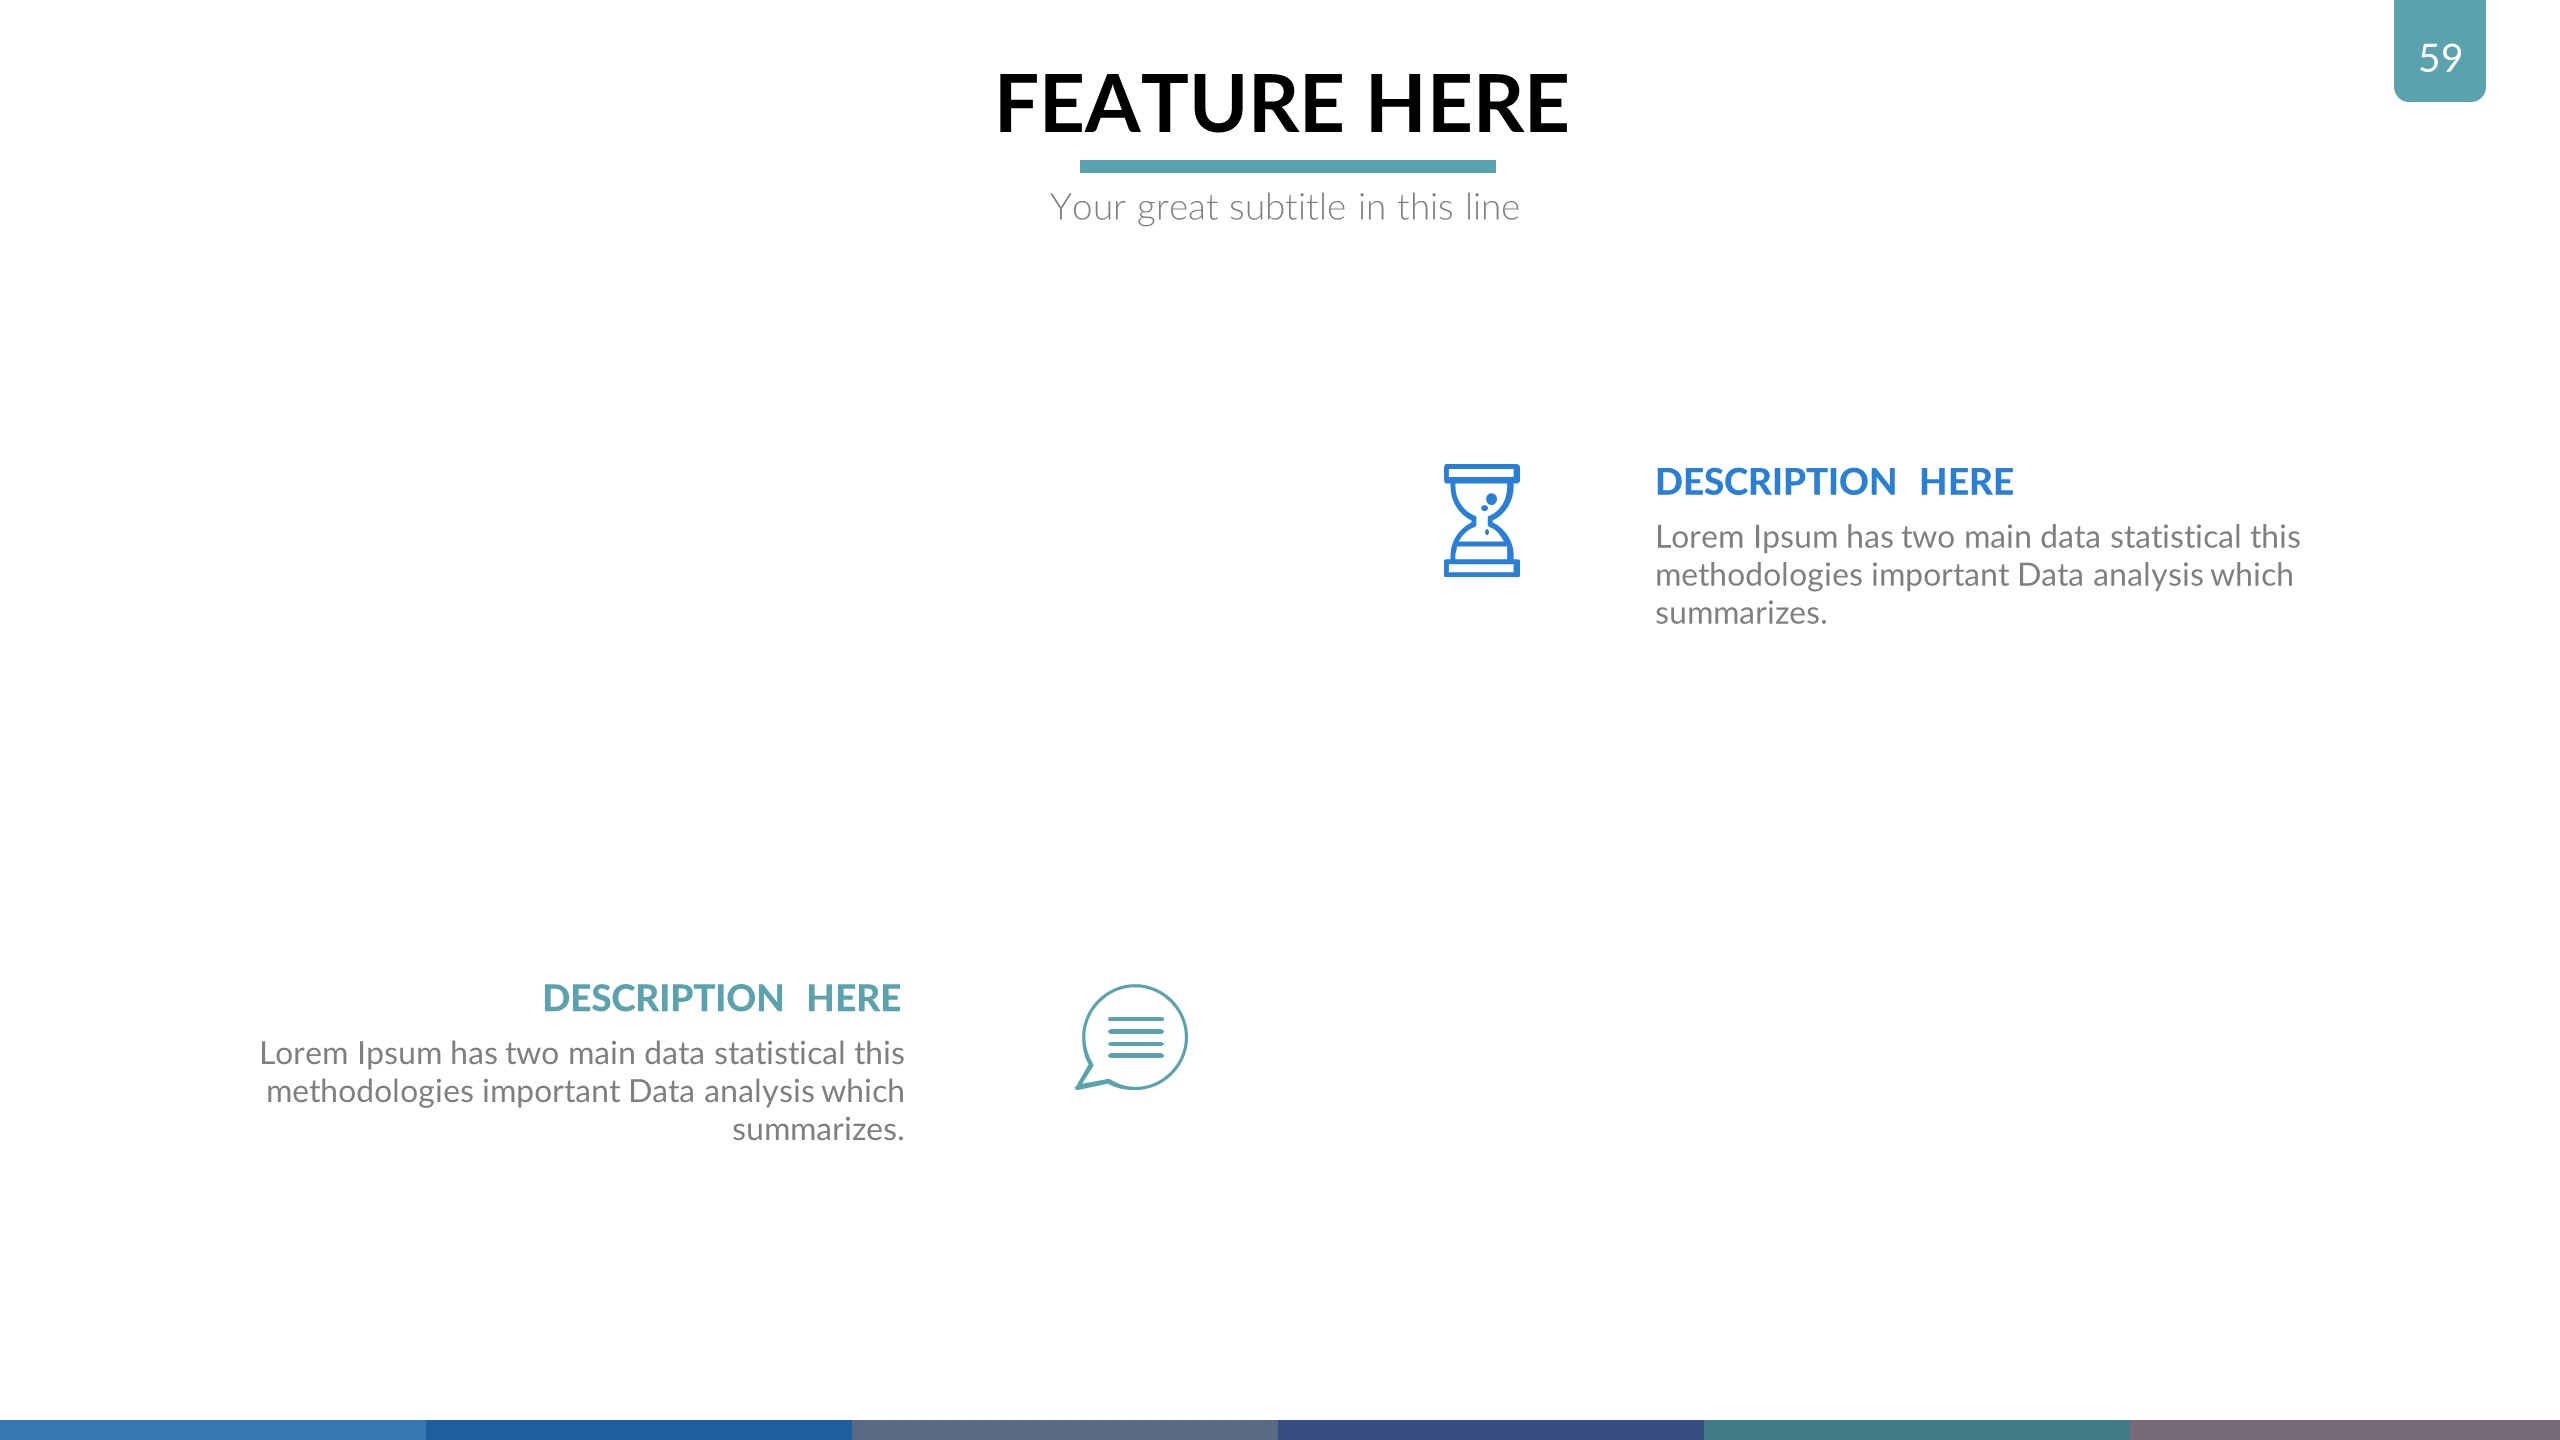 59
FEATURE HERE
Your great subtitle in this line
DESCRIPTION HERE
Lorem Ipsum has two main data statistical this
methodologies important Data analysis which
summarizes.
DESCRIPTION HERE
Lorem Ipsum has two main data statistical this
methodologies important Data analysis which
summarizes.